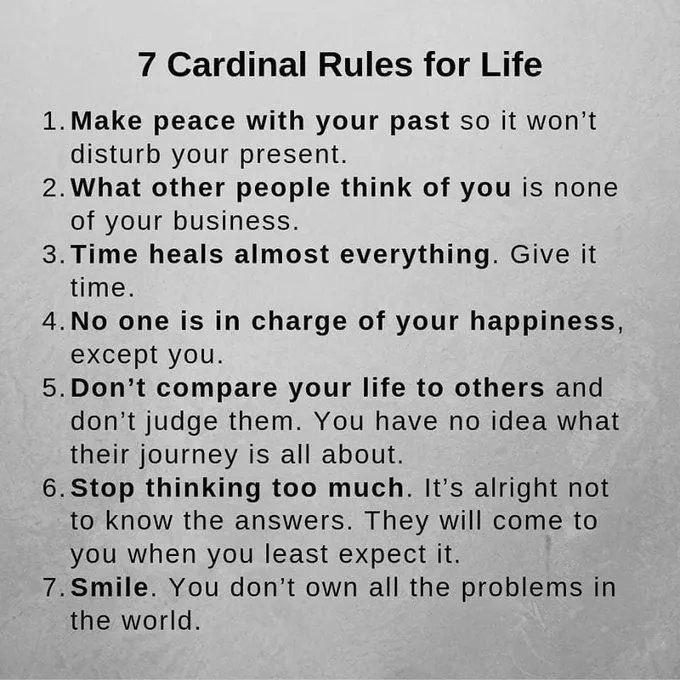 7 Cardinal Rules for Life
1. Make peace with your past so it won’t
disturb your present.
2. What other people think of you is none
of your business.
3. Time heals almost everything. Give it
time.
4. No one is in charge of your happiness,
except you.
5. Don’t compare your life to others and
don’t judge them. You have no idea what
their journey is all about.
6. Stop thinking too much. It’s alright not
to know the answers. They will come to
you when you least expect it.
7. Smile. You don’t own all the problems in
the world.